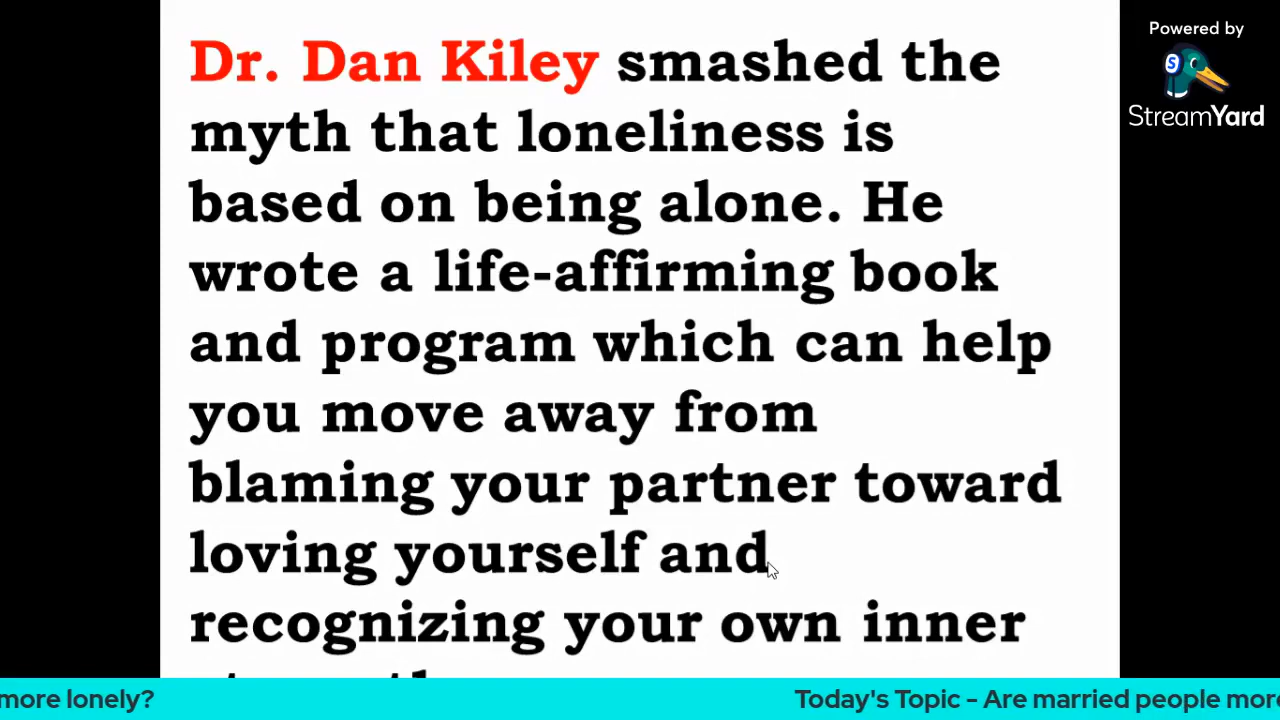 Dr. Dan Kiley smashed the
myth that loneliness is
based on being alone. He
wrote a life-affirming book
and program which can help
you move away from
blaming your partner toward
loving yourself and
recognizing your own inner
Powered by
S
StreamYard
more lonely?
Today's Topic - Are married people more